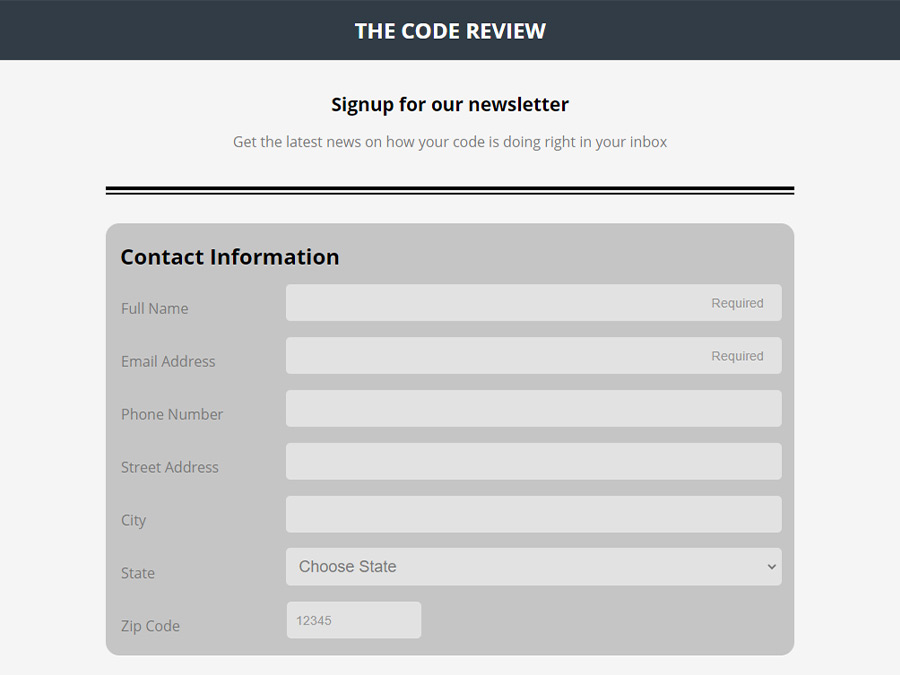 THE CODE REVIEW
Signup for our newsletter
Get the latest news on how your code is doing right in your inbox
Contact Information
Full Name
Required
Email Address
Required
Phone Number
Street Address
City
State
Choose State
Zip Code
12345